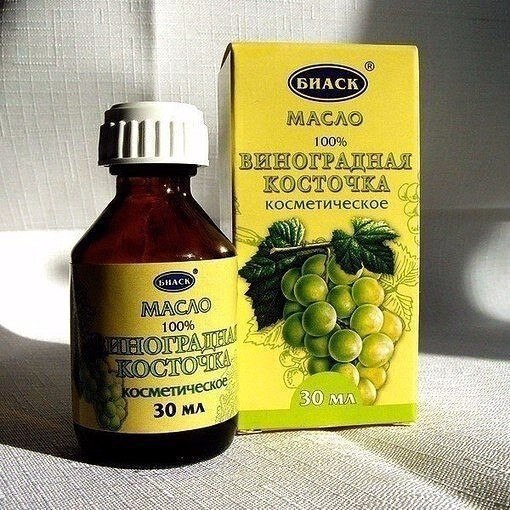 БИАСК®
МАСЛО
100%
ВИНОГРАДНАЯ
КОСТОЧКА
косметическое
30 мл
БИАСК®
МАСЛО
100%
ВИНОГРАДНАЯ
КОСТОЧКА
косметическое
30 мл